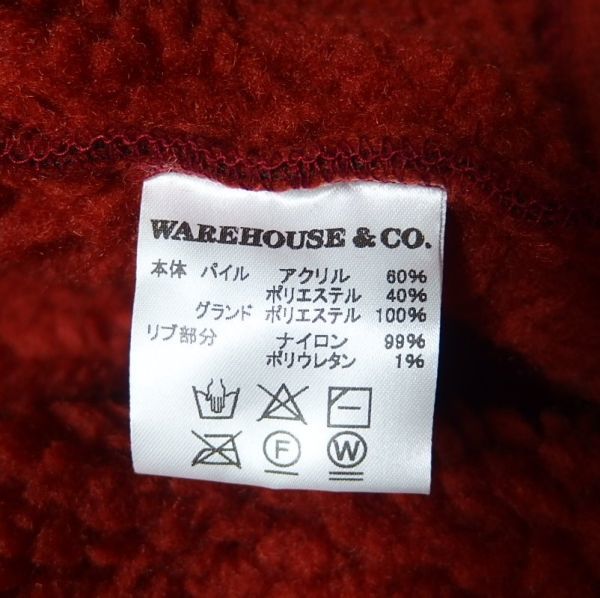 WAREHOUSE & CO.
本体 パイル アクリル 60%
ポリエステル 40%
グランド ポリエステル 100%
リブ部分 ナイロン 99%
ポリウレタン 1%
F W